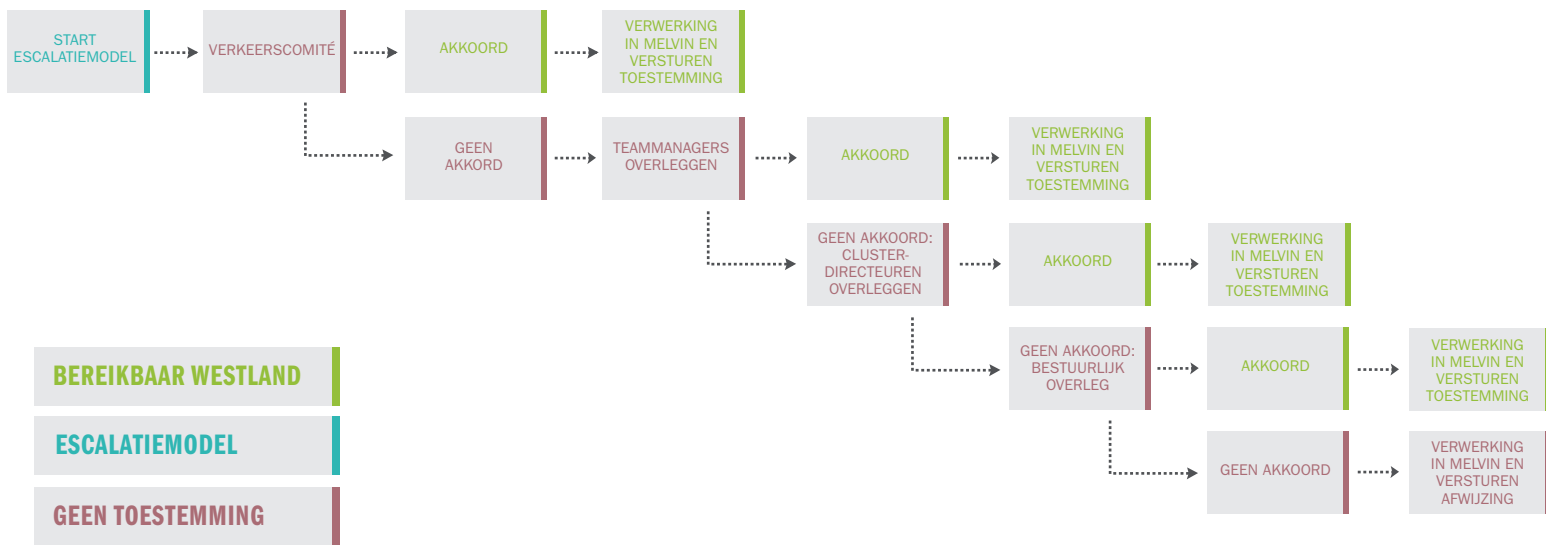 START
ESCALATIEMODEL
VERKEERSCOMITÉ
AKKOORD
VERWERKING
IN MELVIN EN
VERSTUREN
TOESTEMMING
GEEN
AKKORD
TEAMMANAGERS
OVERLEGGEN
AKKOORD
VERWERKING
IN MELVIN EN
VERSTUREN
TOESTEMMING
GEEN AKKOORD:
CLUSTER-
DIRECTEUREN
OVERLEGGEN
AKKOORD
VERWERKING
IN MELVIN EN
VERSTUREN
TOESTEMMING
GEEN AKKOORD:
BESTUURLIJK
OVERLEG
AKKOORD
VERWERKING
IN MELVIN EN
VERSTUREN
TOESTEMMING
GEEN AKKOORD
VERWERKING
IN MELVIN EN
VERSTUREN
AFWIJZING
BEREIKBAAR WESTLAND
ESCALATIEMODEL
GEEN TOESTEMMING